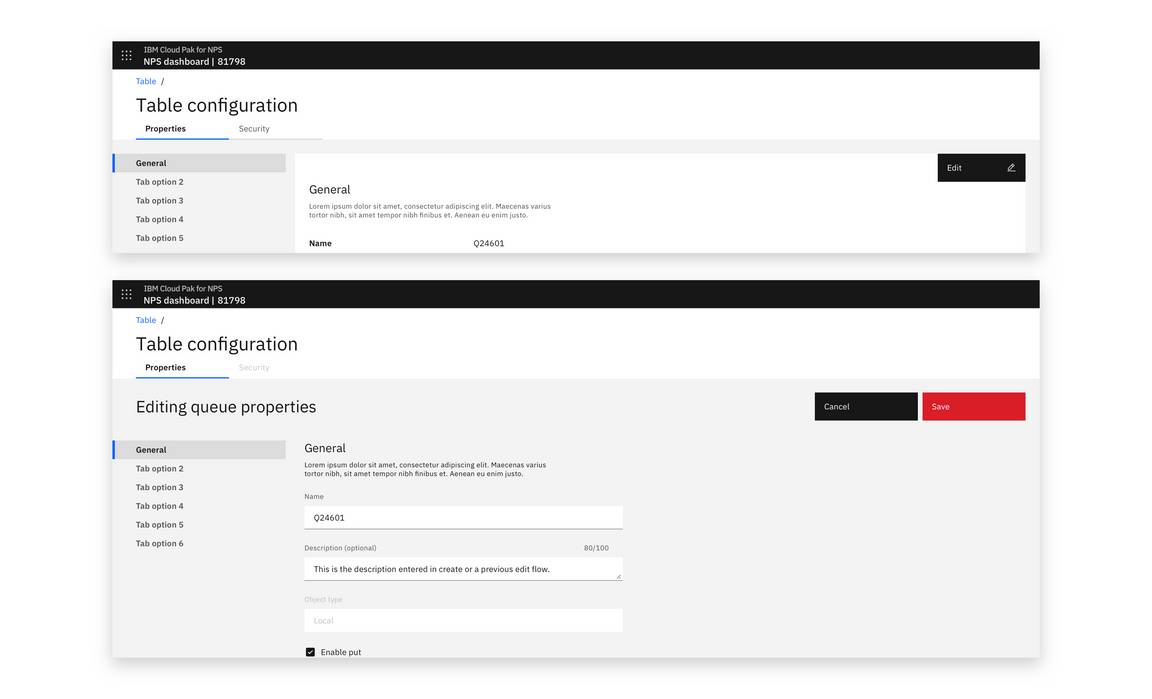 IBM Cloud Pak for NPS
NPS dashboard | 81798
Table /
Table configuration
Properties Security
General
Tab option 2
Tab option 3
Tab option 4
Tab option 5
Edit
General
Lorem ipsum dolor sit amet, consectetur adipiscing elit. Maecenas varius
tortor nibh, sit amet tempor nibh finibus et. Aenean eu enim justo.
Name Q24601
IBM Cloud Pak for NPS
NPS dashboard | 81798
Table /
Table configuration
Properties Security
Editing queue properties
Cancel Save
General
Tab option 2
Tab option 3
Tab option 4
Tab option 5
Tab option 6
General
Lorem ipsum dolor sit amet, consectetur adipiscing elit. Maecenas varius
tortor nibh, sit amet tempor nibh finibus et. Aenean eu enim justo.
Name
Q24601
Description (optional) 80/100
This is the description entered in create or a previous edit flow.
Object type
Local
Enable put